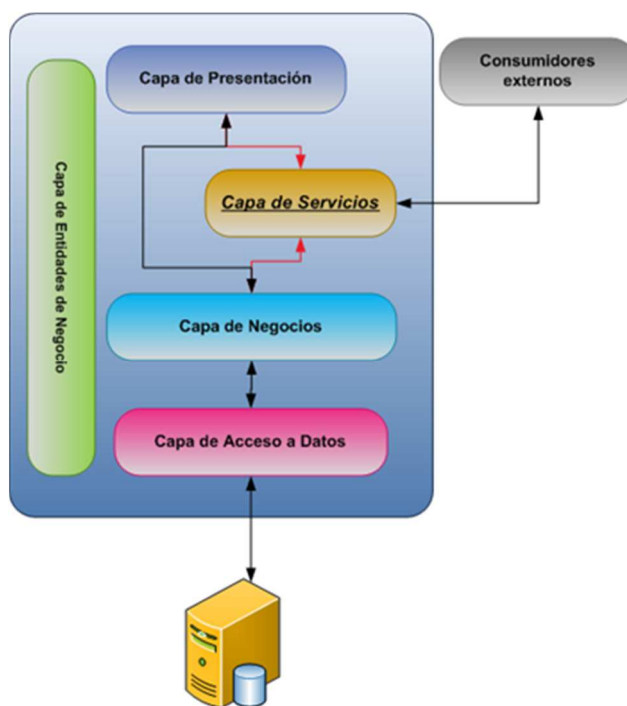 Capa de Presentación
Consumidores
externos
Capa de Entidades de
Negocio
Capa de Servicios
Capa de Negocios
Capa de Acceso a Datos